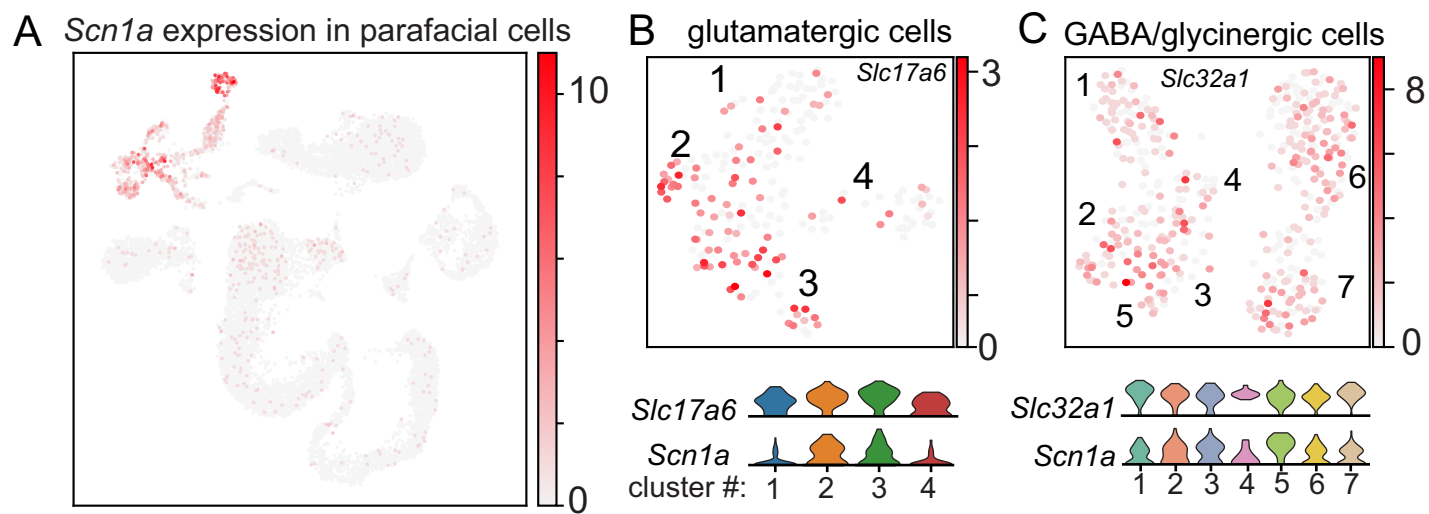 A Scn1a expression in parafacial cells
10
0
B glutamatergic cells
Slc17a6
3
0
1
2
4
3
Slc17a6
Scn1a
cluster #: 1 2 3 4
C GABA/glycinergic cells
Slc32a1
8
0
1
4
6
2
3
7
5
Slc32a1
Scn1a
1 2 3 4 5 6 7